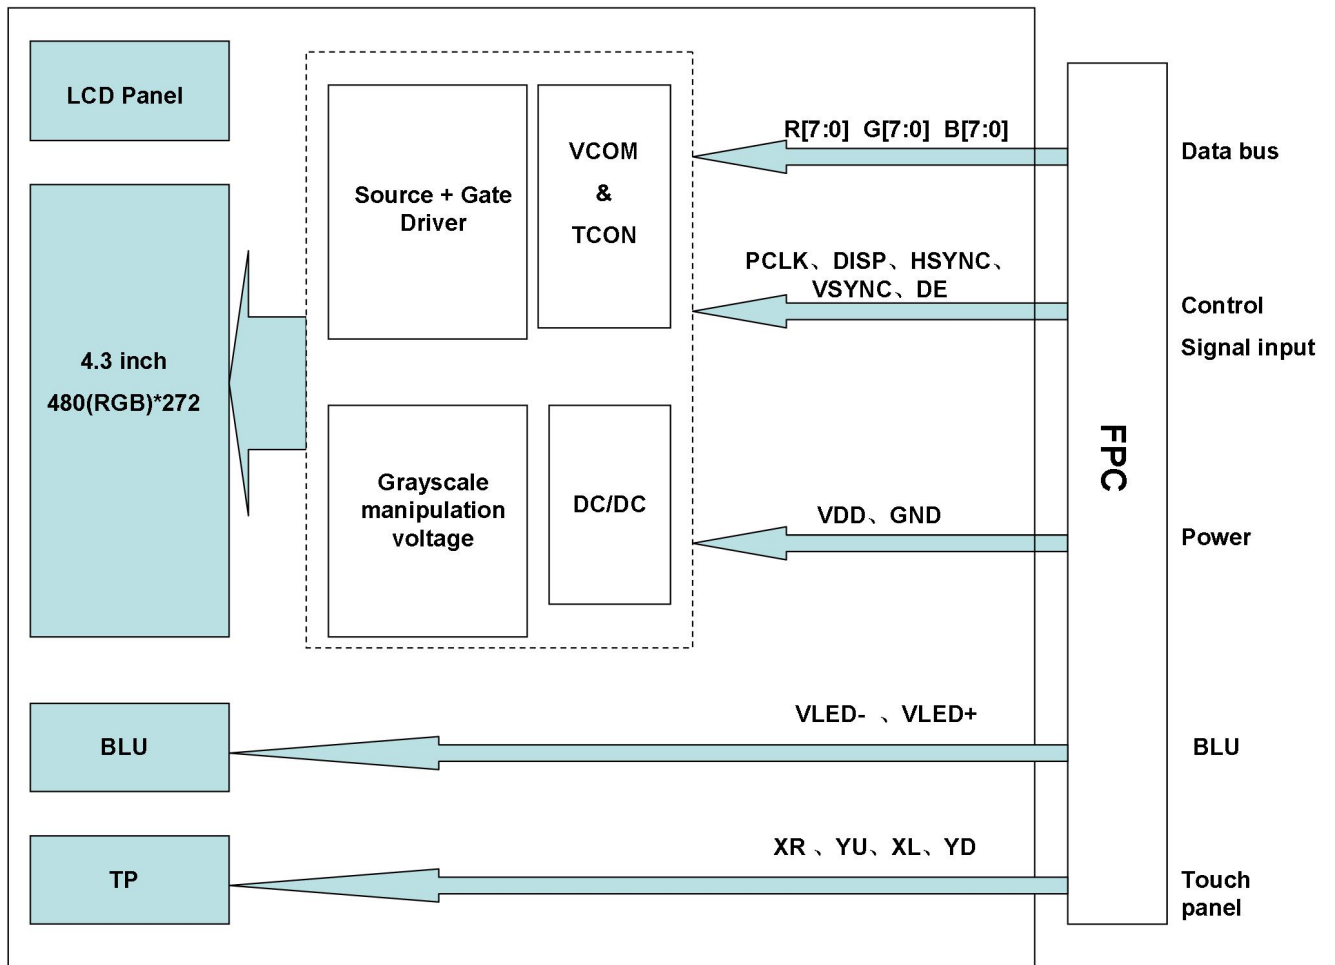 LCD Panel
4.3 inch
480(RGB)*272
BLU
TP
Source + Gate
Driver
VCOM
&
TCON
Grayscale
manipulation
voltage
DC/DC
R[7:0]  G[7:0]  B[7:0]
PCLK、DISP、HSYNC、
VSYNC、DE
VDD、GND
VLED- 、VLED+
XR 、YU、XL、YD
FPC
Data bus
Control
Signal input
Power
BLU
Touch
panel